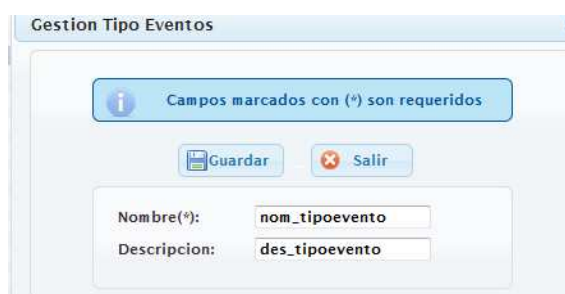 Gestion Tipo Eventos
Campos marcados con (*) son requeridos
Guardar Salir
Nombre(*): nom_tipoevento
Descripcion: des_tipoevento